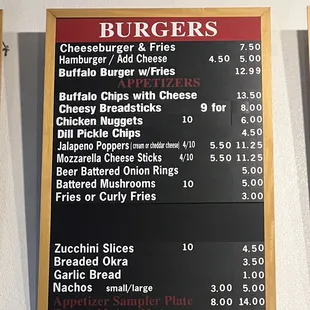 BURGERS
Cheeseburger & Fries 7.50
Hamburger / Add Cheese 4.50 5.00
Buffalo Burger w/Fries 12.99
APPETIZERS
Buffalo Chips with Cheese 13.50
Cheesy Breadsticks 9 for 8.00
Chicken Nuggets 10 6.00
Dill Pickle Chips 4.50
Jalapeno Poppers (cream or cheddar cheese) 4/10 5.50 11.25
Mozzarella Cheese Sticks 4/10 5.50 11.25
Beer Battered Onion Rings 5.00
Battered Mushrooms 10 5.00
Fries or Curly Fries 3.00
Zucchini Slices 10 4.50
Breaded Okra 3.50
Garlic Bread 1.00
Nachos small/large 3.00 5.00
Appetizer Sampler Plate 8.00 14.00